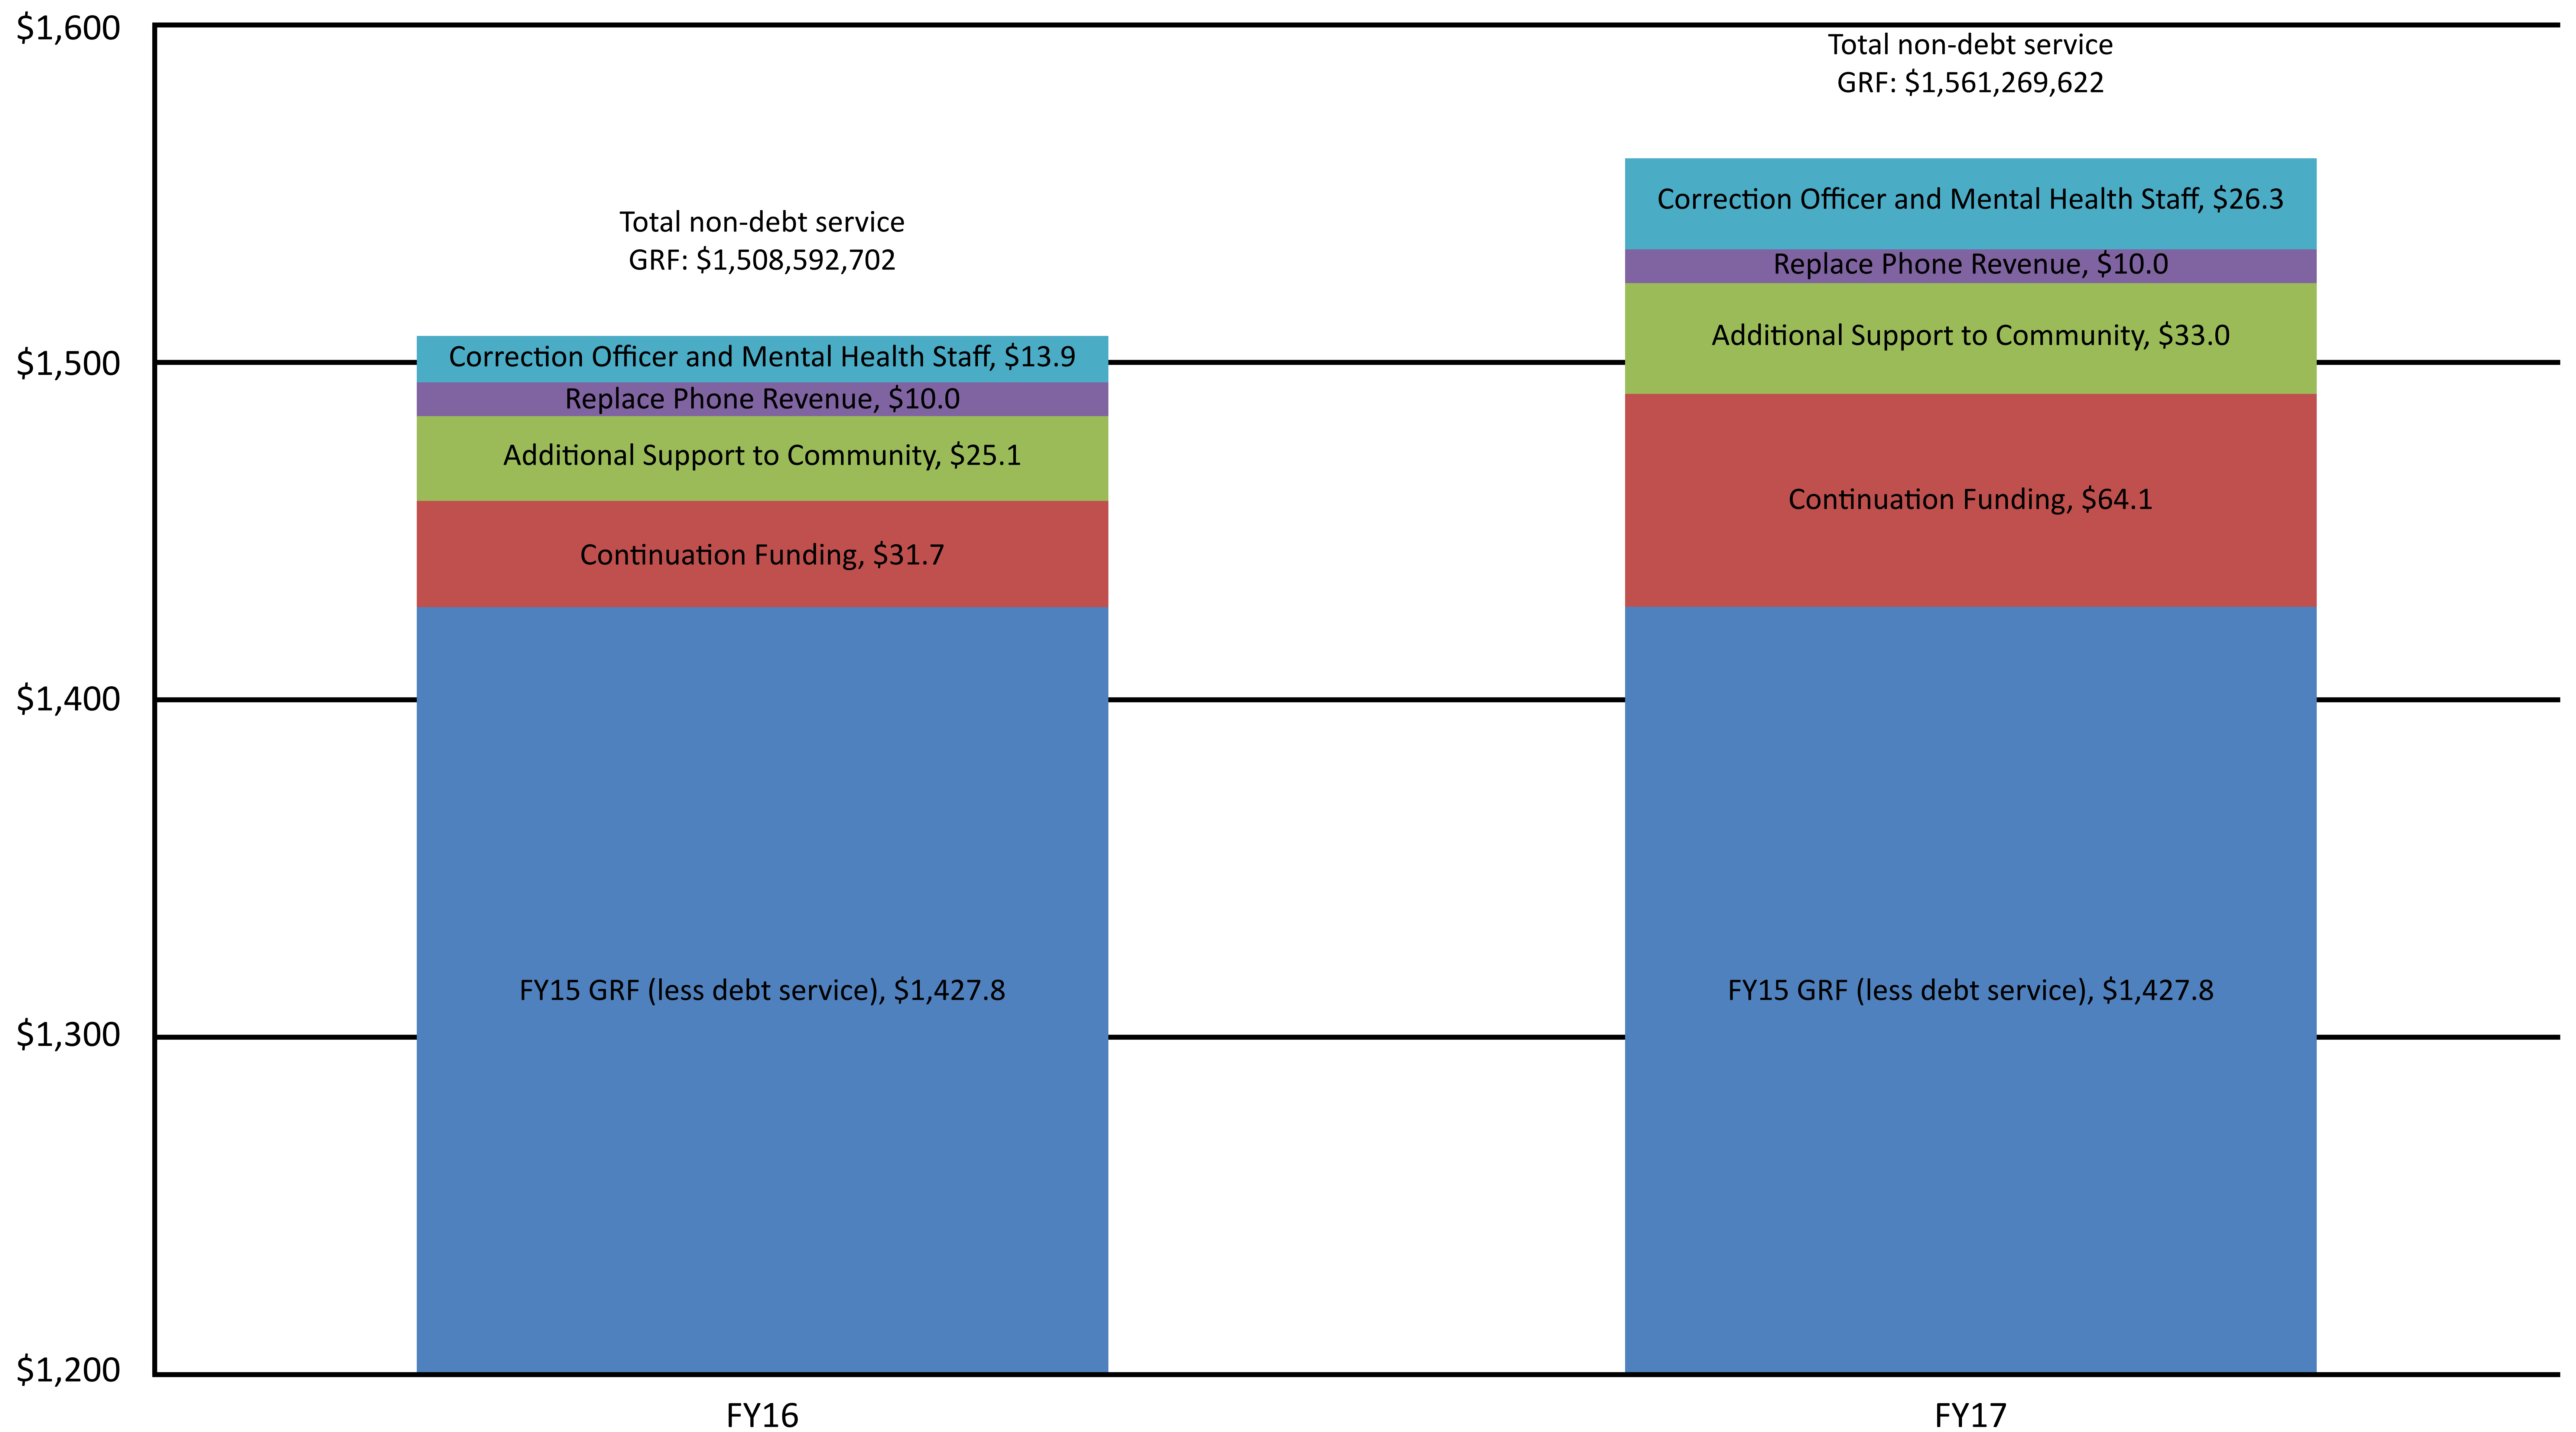 $1,600
$1,500
$1,400
$1,300
$1,200
Total non-debt service
GRF: $1,508,592,702
Correction Officer and Mental Health Staff, $13.9
Replace Phone Revenue, $10.0
Additional Support to Community, $25.1
Continuation Funding, $31.7
FY15 GRF (less debt service), $1,427.8
FY16
Total non-debt service
GRF: $1,561,269,622
Correction Officer and Mental Health Staff, $26.3
Replace Phone Revenue, $10.0
Additional Support to Community, $33.0
Continuation Funding, $64.1
FY15 GRF (less debt service), $1,427.8
FY17